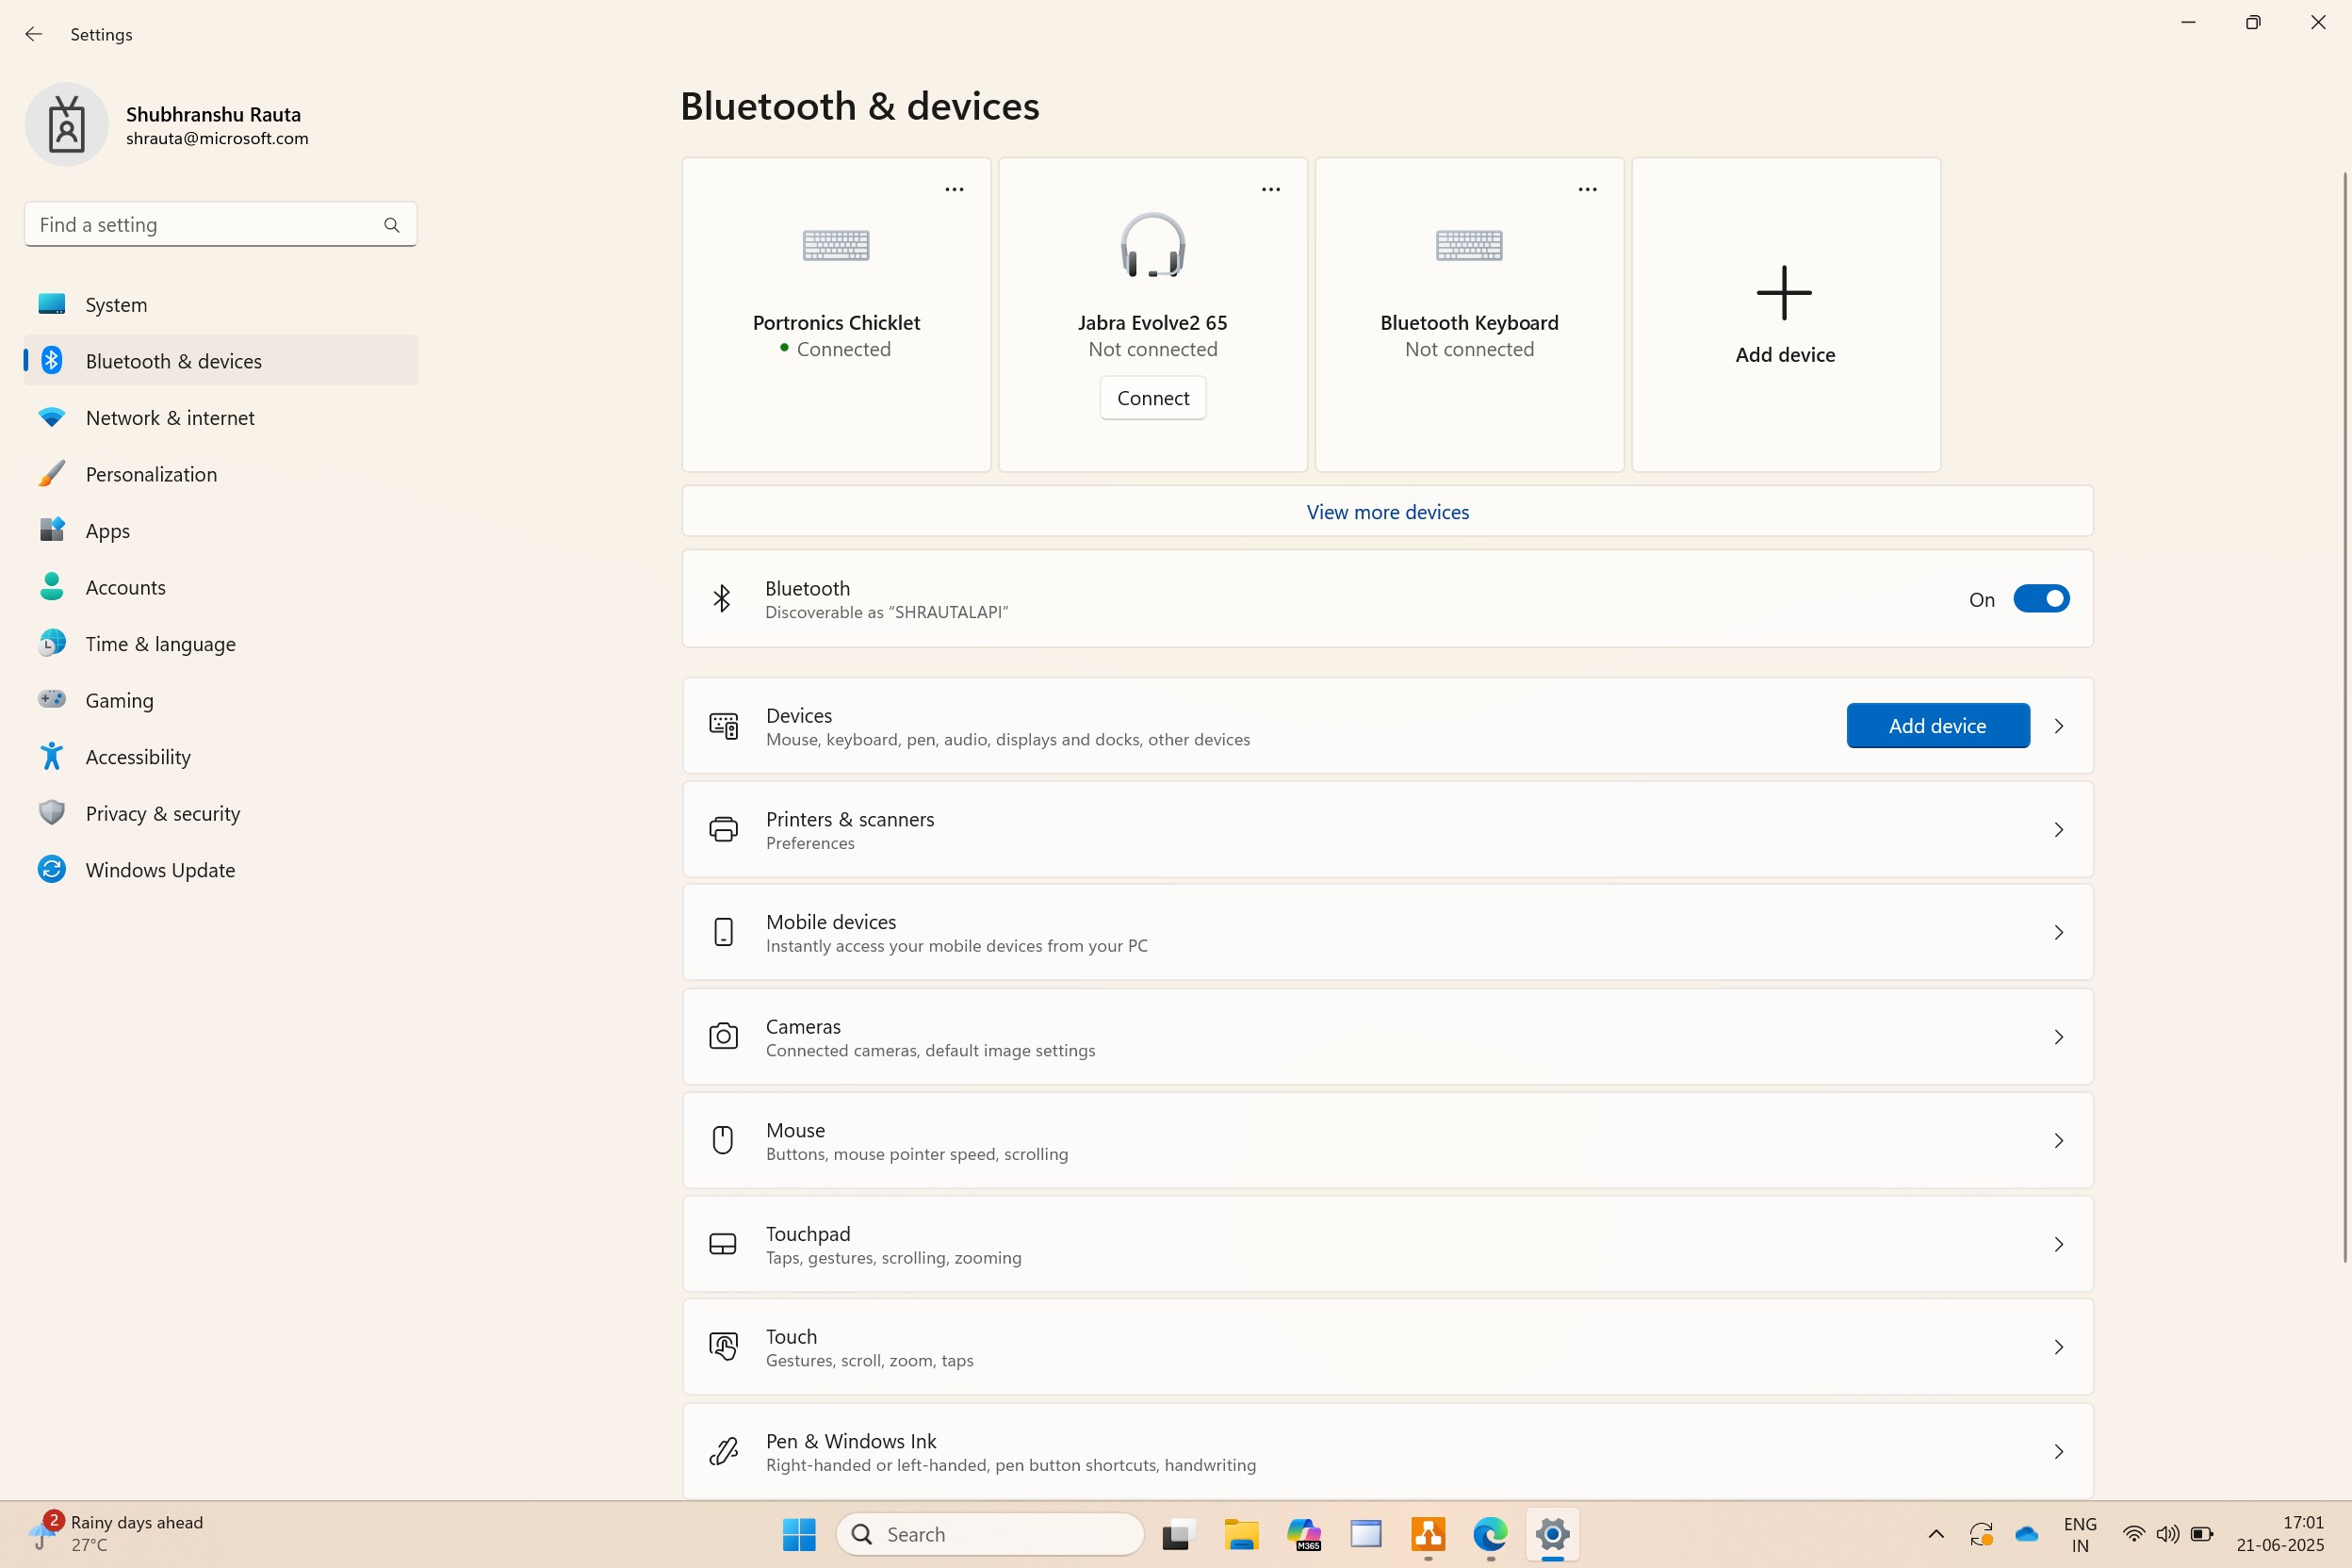 Settings
Shubhranshu Rauta
shrauta@microsoft.com
Find a setting
System
Bluetooth & devices
Network & internet
Personalization
Apps
Accounts
Time & language
Gaming
Accessibility
Privacy & security
Windows Update
Bluetooth & devices
Portronics Chicklet
Connected
Jabra Evolve2 65
Not connected
Connect
Bluetooth Keyboard
Not connected
Add device
View more devices
Bluetooth
Discoverable as “SHRAUTALAPI”
On
Devices
Mouse, keyboard, pen, audio, displays and docks, other devices
Add device
Printers & scanners
Preferences
Mobile devices
Instantly access your mobile devices from your PC
Cameras
Connected cameras, default image settings
Mouse
Buttons, mouse pointer speed, scrolling
Touchpad
Taps, gestures, scrolling, zooming
Touch
Gestures, scroll, zoom, taps
Pen & Windows Ink
Right-handed or left-handed, pen button shortcuts, handwriting
2
Rainy days ahead
27°C
Search
M365
ENG
IN
17:01
21-06-2025